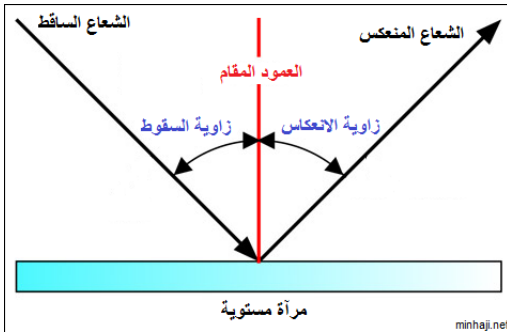 الشعاع الساقط
الشعاع المنعكس
العمود المقام
زاوية السقوط
زاوية الانعكاس
مرآة مستوية
minhaji.net